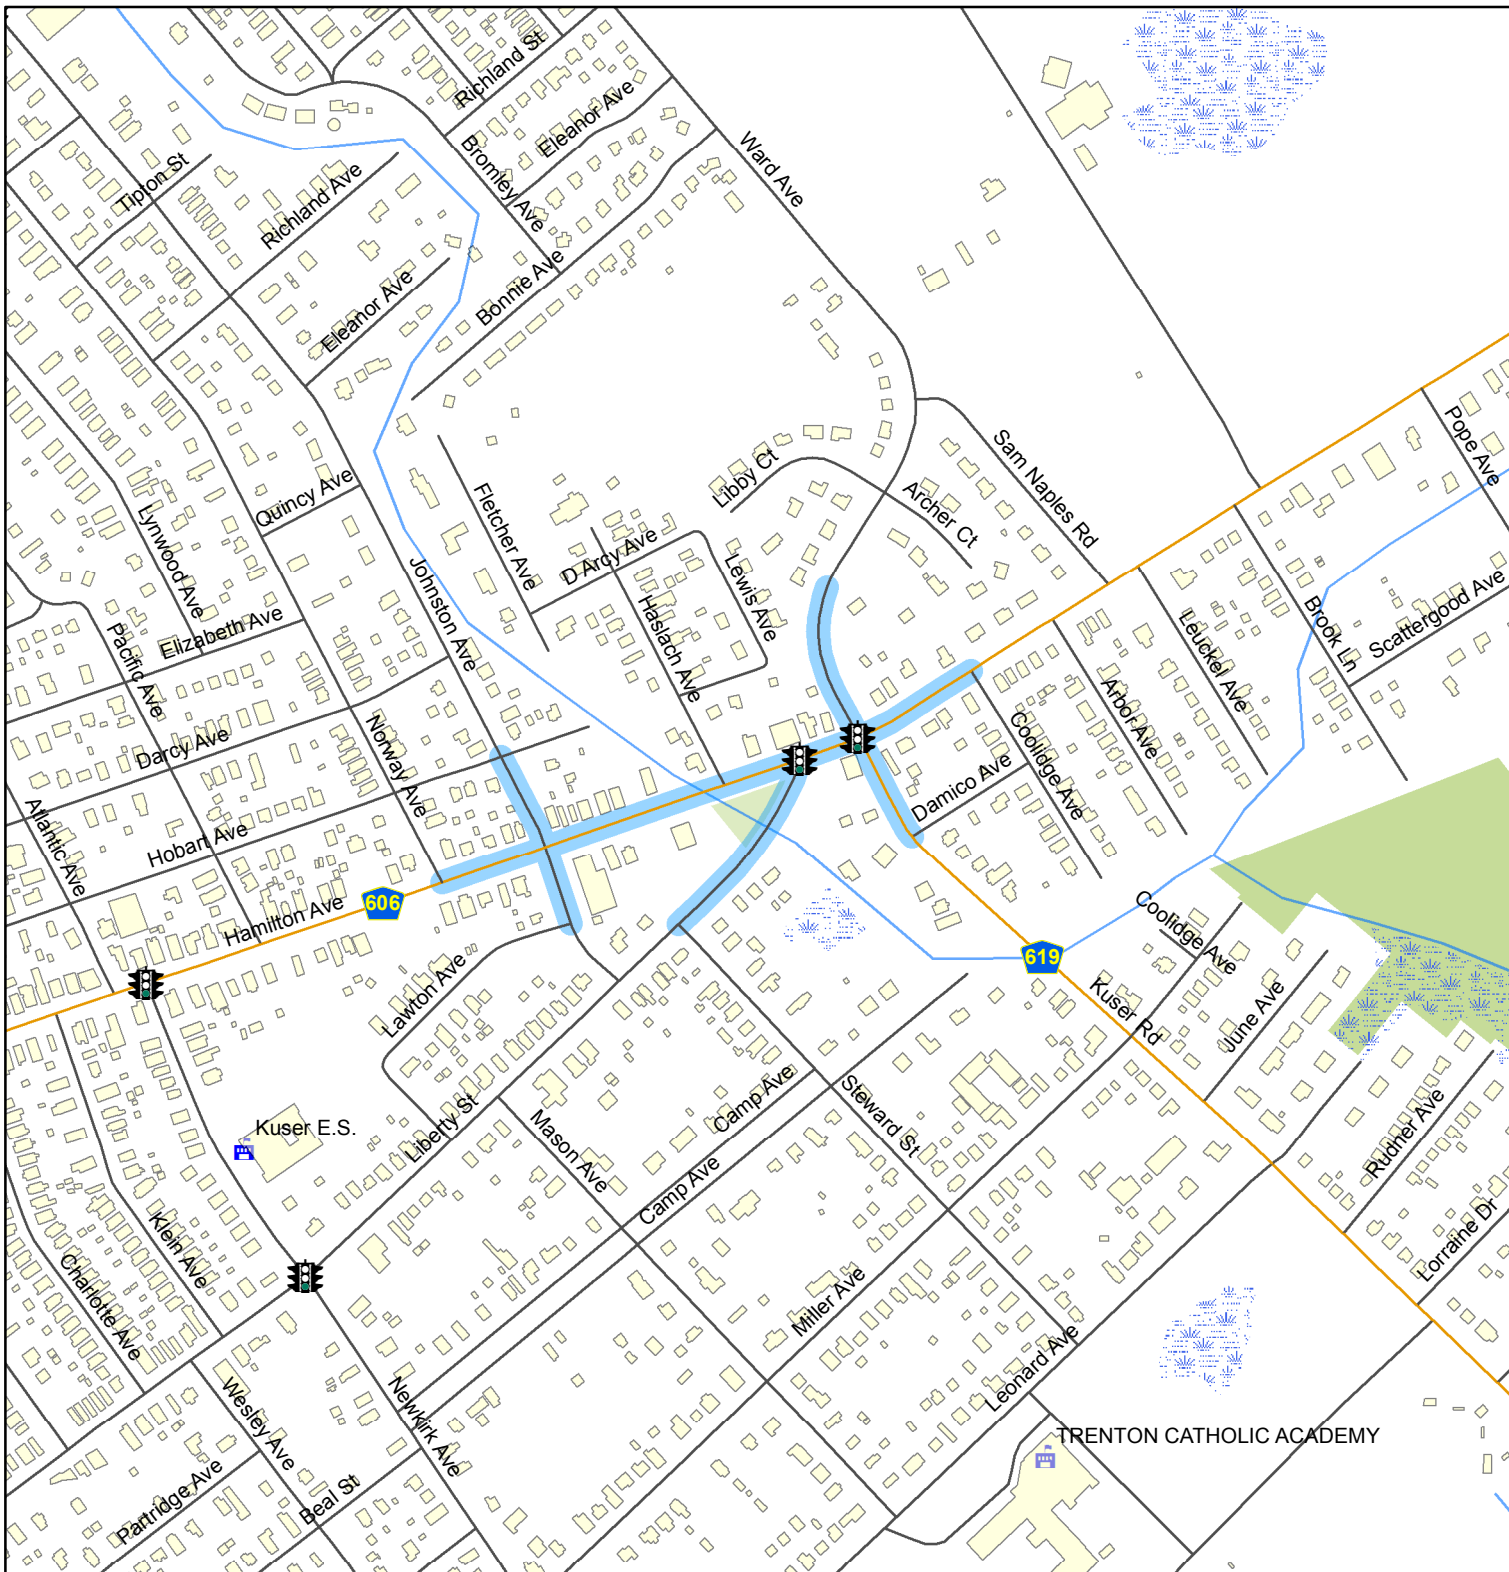 Richland St
Eleanor Ave
Ward Ave
Bromley Ave
Tipton St
Richland Ave
Bonnie Ave
Eleanor Ave
Pope Ave
Sam Naples Rd
Libby Ct
Archer Ct
Quincy Ave
Fletcher Ave
Lynwood Ave
D Arcy Ave
Lewis Ave
Johnston Ave
Haslach Ave
Elizabeth Ave
Pacific Ave
Leuckel Ave
Brook Ln
Scattergood Ave
Arbor Ave
Coolidge Ave
Norway Ave
Darcy Ave
Damico Ave
Atlantic Ave
Hobart Ave
606
Hamilton Ave
Coolidge Ave
619
Lawton Ave
Kuser Rd
June Ave
Kuser E.S.
Liberty St
Mason Ave
Camp Ave
Steward St
Camp Ave
Rudner Ave
Klein Ave
Charlotte Ave
Lorraine Dr
Miller Ave
Leonard Ave
Wesley Ave
Newkirk Ave
TRENTON CATHOLIC ACADEMY
Partridge Ave
Beal St